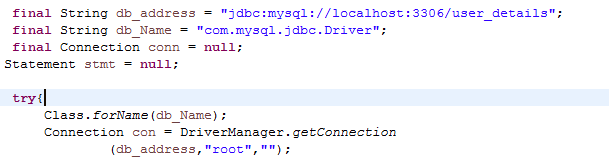 final String db_address = "jdbc:mysql://localhost:3306/user_details";
final String db_Name = "com.mysql.jdbc.Driver";
final Connection conn = null;
Statement stmt = null;
try{
Class.forName(db_Name);
Connection con = DriverManager.getConnection
(db_address,"root","");